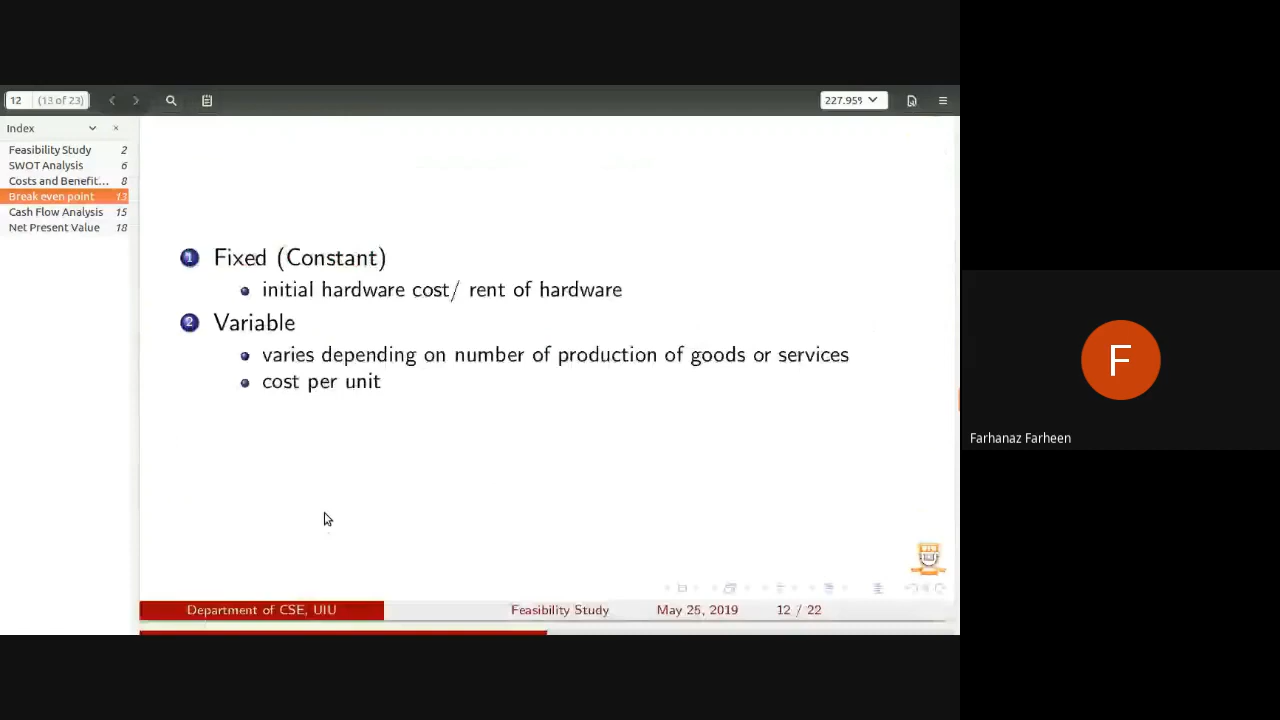 12 (13 of 23)
227.95%
Index
Feasibility Study 2
SWOT Analysis 6
Costs and Benefit... 8
Break even point 13
Cash Flow Analysis 15
Net Present Value 18
1 Fixed (Constant)
initial hardware cost/ rent of hardware
2 Variable
varies depending on number of production of goods or services
cost per unit
F
Farhanaz Farheen
Department of CSE, UIU Feasibility Study May 25, 2019 12 / 22